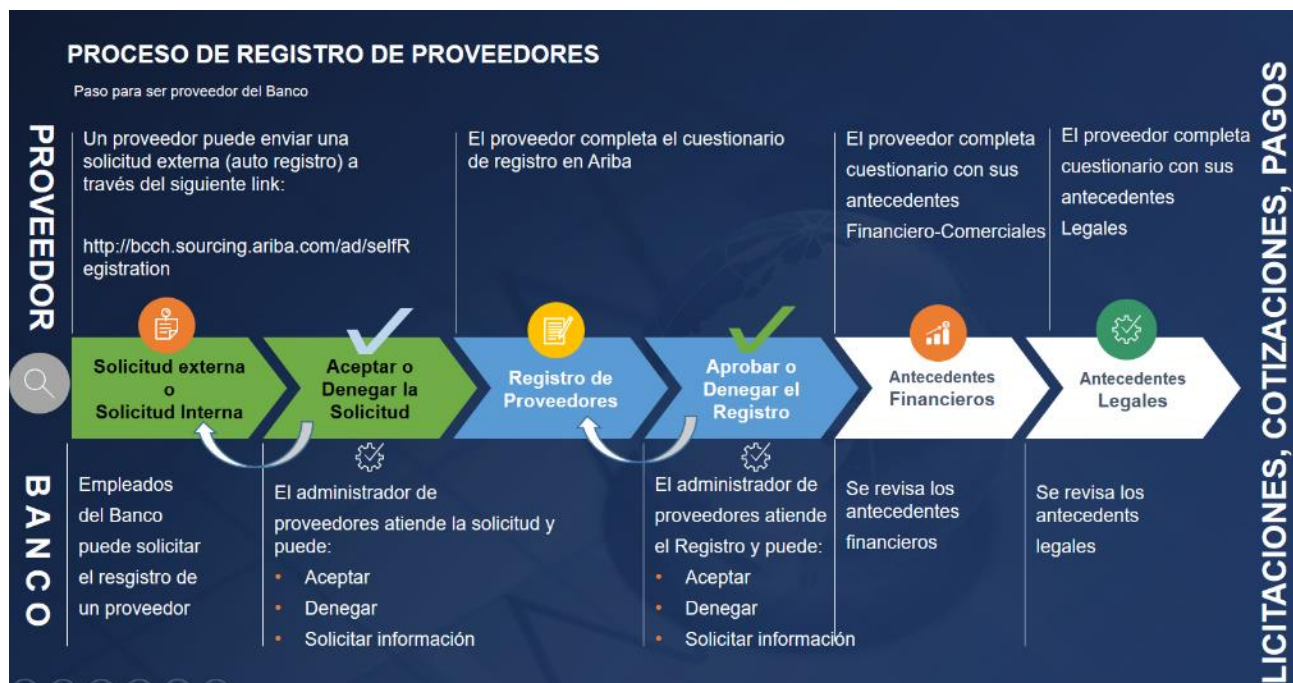 PROCESO DE REGISTRO DE PROVEEDORES
Paso para ser proveedor del Banco
PROVEEDOR
Un proveedor puede enviar una
solicitud externa (auto registro) a
través del siguiente link:
http://bcch.sourcing.ariba.com/ad/selfR
egistration
El proveedor completa el cuestionario
de registro en Ariba
El proveedor completa
cuestionario con sus
antecedentes
Financiero-Comerciales
El proveedor completa
cuestionario con sus
antecedentes
Legales
Solicitud externa
o
Solicitud Interna
Aceptar o
Denegar la
Solicitud
Registro de
Proveedores
Aprobar o
Denegar el
Registro
Antecedentes
Financieros
Antecedentes
Legales
BANCO
Empleados
del Banco
puede solicitar
el resgistro de
un proveedor
El administrador de
proveedores atiende la solicitud y
puede:
• Aceptar
• Denegar
• Solicitar información
El administrador de
proveedores atiende
el Registro y puede:
• Aceptar
• Denegar
• Solicitar información
Se revisa los
antecedentes
financieros
Se revisa los
antecedents
legales
LICITACIONES, COTIZACIONES, PAGOS